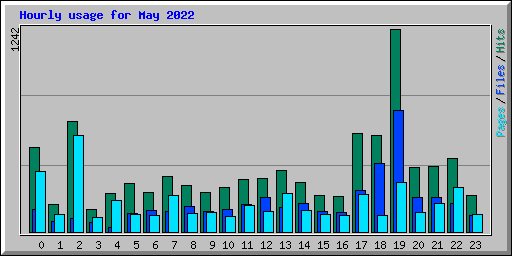 Hourly usage for May 2022
1242
Pages / Files / Hits
0 1 2 3 4 5 6 7 8 9 10 11 12 13 14 15 16 17 18 19 20 21 22 23